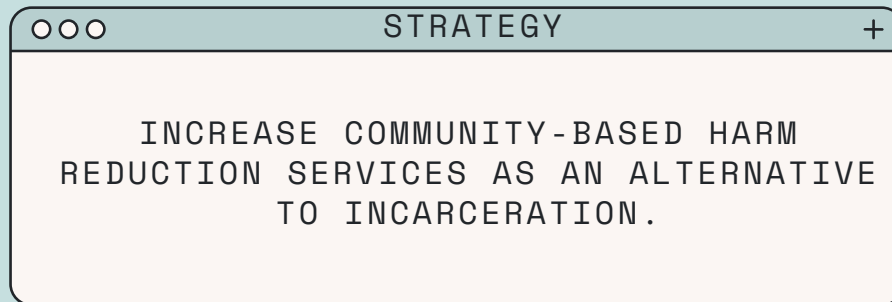 STRATEGY
INCREASE COMMUNITY-BASED HARM
REDUCTION SERVICES AS AN ALTERNATIVE
TO INCARCERATION.